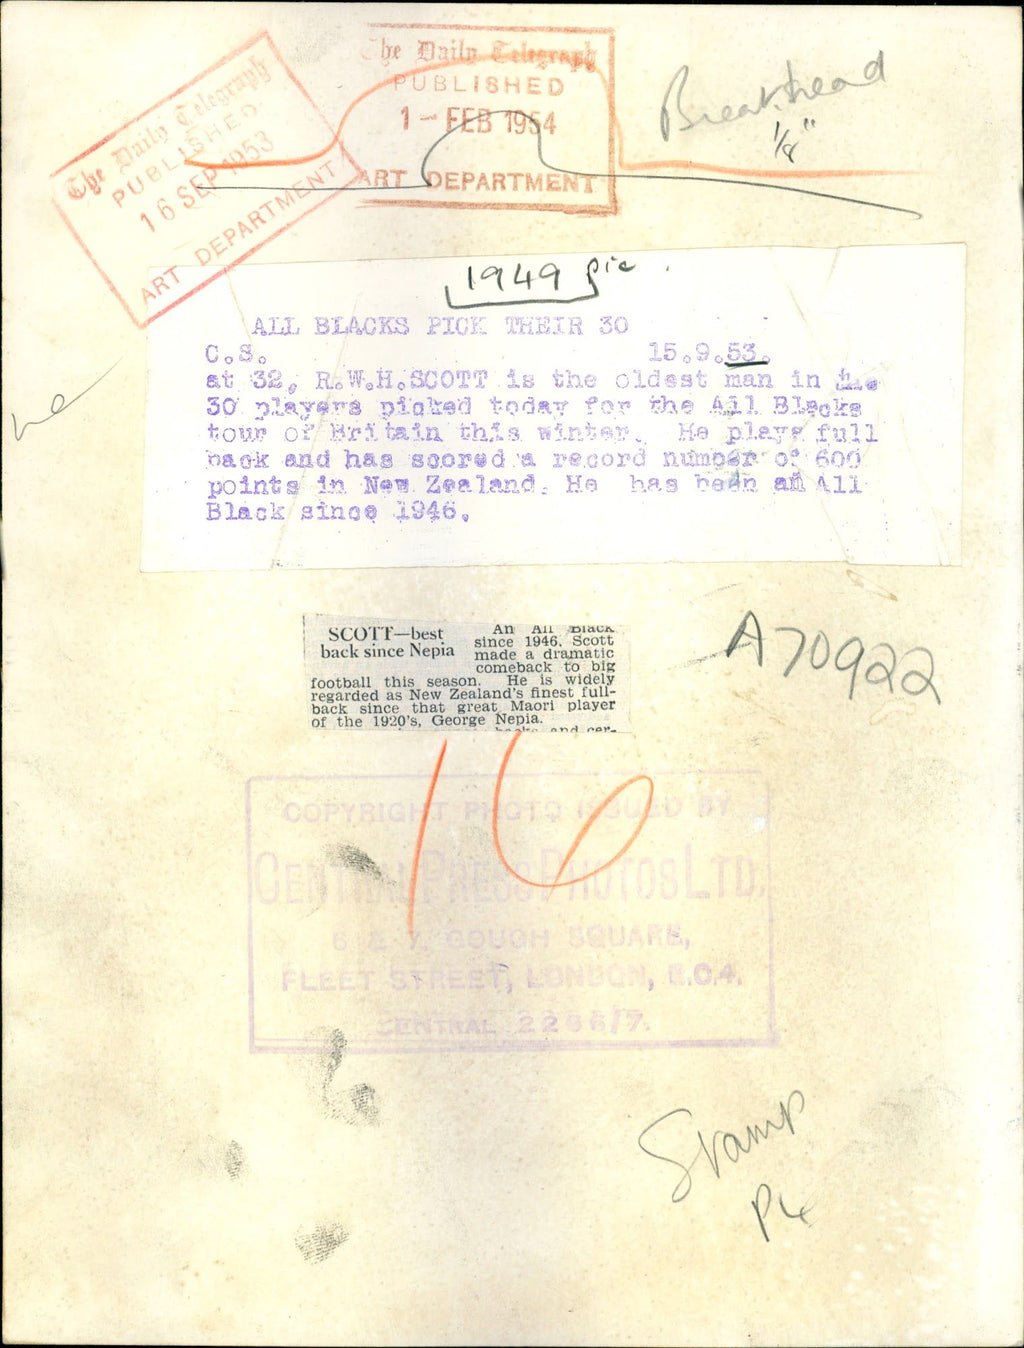 The Daily Telegraph
PUBLISHED
16 SEP 1953
ART DEPARTMENT
The Daily Telegraph
PUBLISHED
1 - FEB 1954
ART DEPARTMENT
Breakhead
1/8"
1949 pic.
ALL BLACKS PICK THEIR 30
C.S. 15.9.53.
at 32, R.W.H.SCOTT is the oldest man in the
30 players picked today for the All Blacks
tour of Britain this winter. He plays full
back and has scored a record number of 600
points in New Zealand. He has been an All
Black since 1946.
SCOTT—best
back since Nepia
An All Black
since 1946, Scott
made a dramatic
comeback to big
football this season. He is widely
regarded as New Zealand's finest full-
back since that great Maori player
of the 1920's, George Nepia.
A70922
16
COPYRIGHT PHOTO ISSUED BY
CENTRAL PRESS PHOTOS LTD.
6 & 7, GOUGH SQUARE,
FLEET STREET, LONDON, E.C.4.
CENTRAL 2266/7.
Stamp